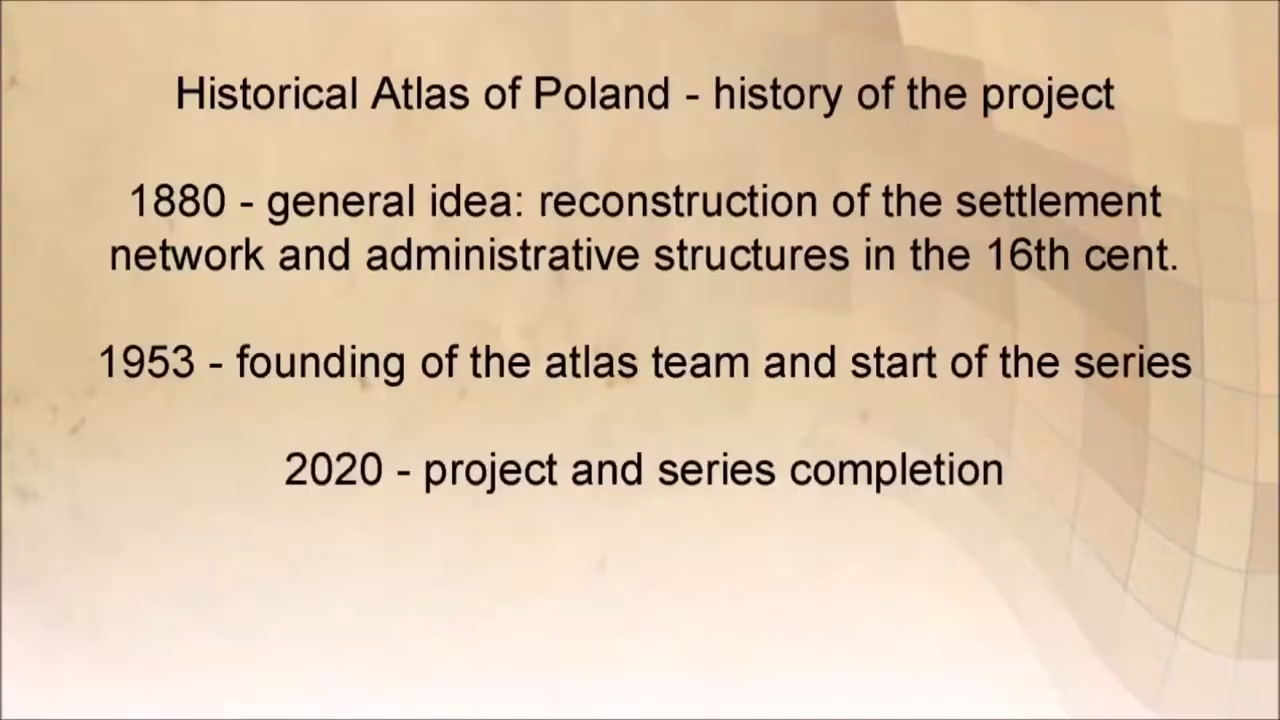 Historical Atlas of Poland - history of the project
1880 - general idea: reconstruction of the settlement
network and administrative structures in the 16th cent.
1953 - founding of the atlas team and start of the series
2020 - project and series completion